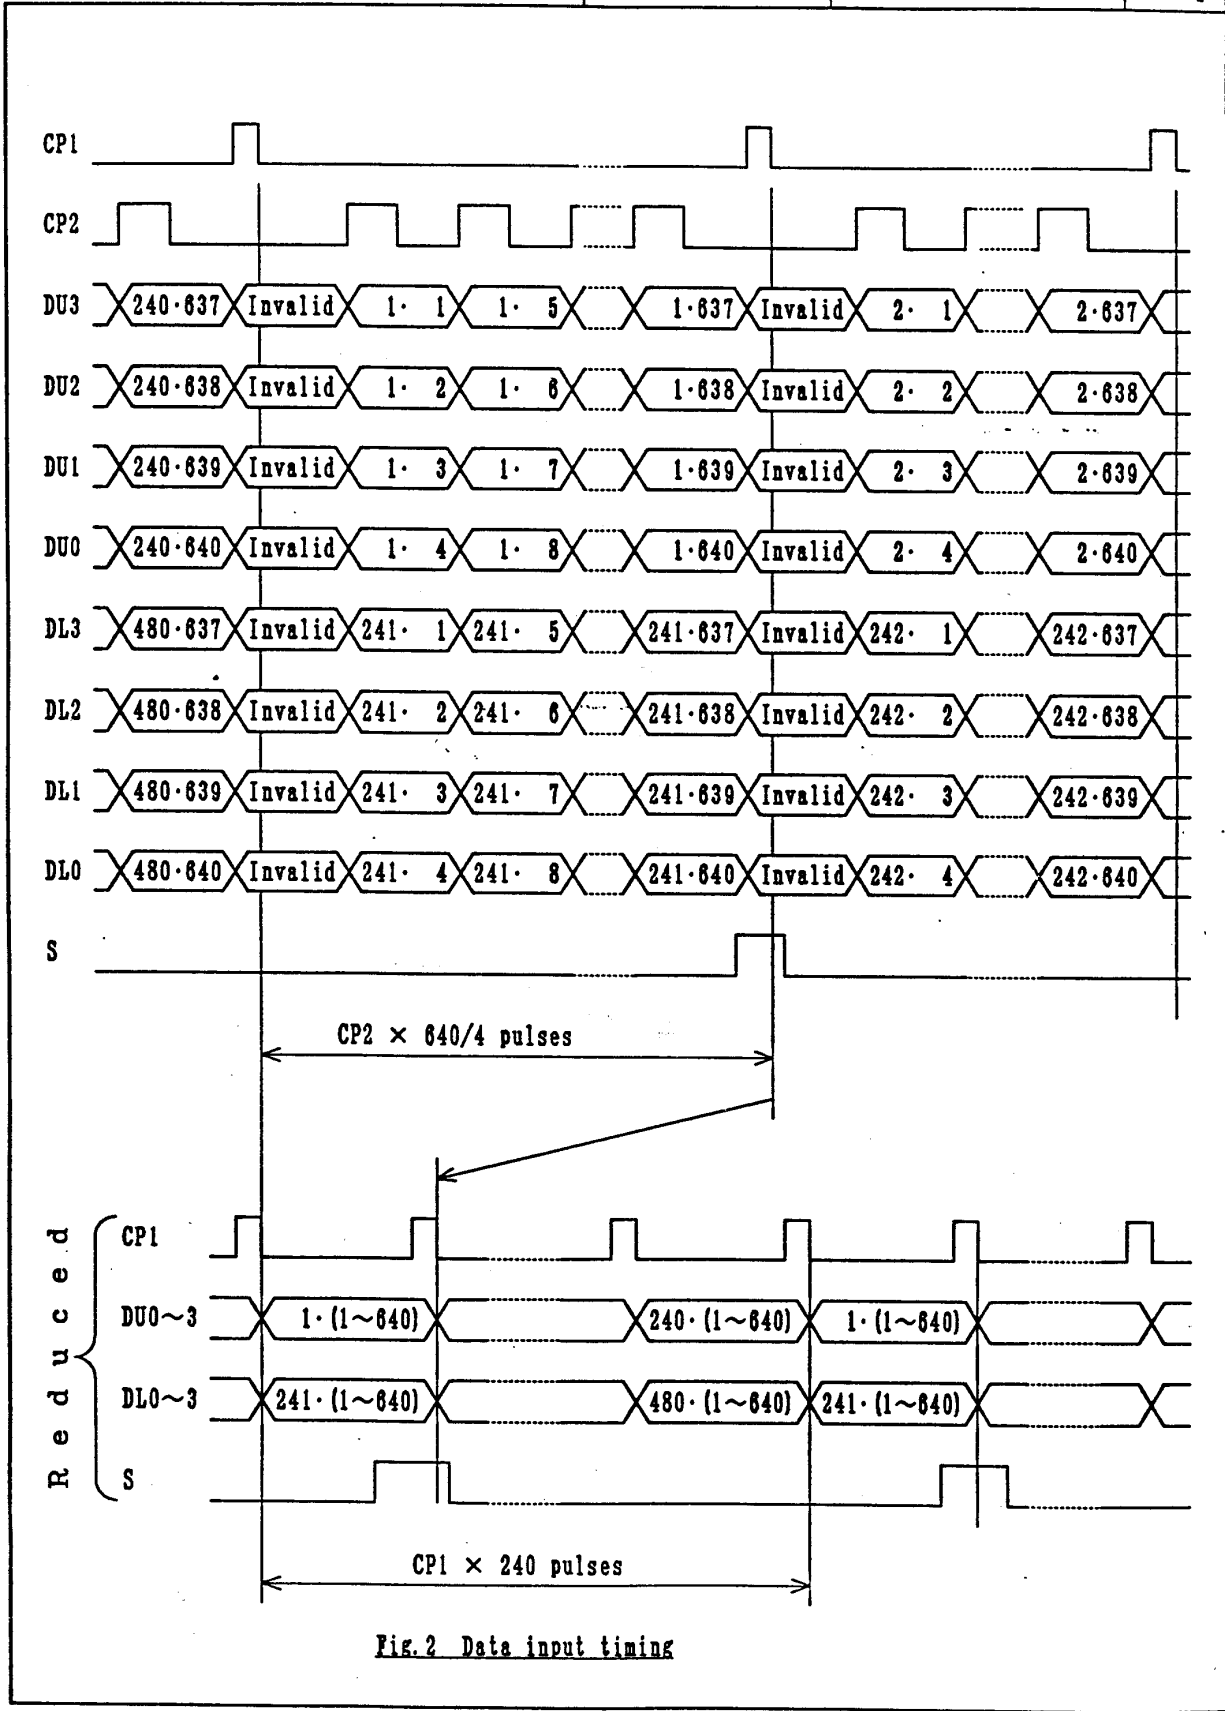 CP1
CP2
DU3 240·637 Invalid 1· 1 1· 5 1·637 Invalid 2· 1 2·637
DU2 240·638 Invalid 1· 2 1· 6 1·638 Invalid 2· 2 2·638
DU1 240·639 Invalid 1· 3 1· 7 1·639 Invalid 2· 3 2·639
DU0 240·640 Invalid 1· 4 1· 8 1·640 Invalid 2· 4 2·640
DL3 480·637 Invalid 241· 1 241· 5 241·637 Invalid 242· 1 242·637
DL2 480·638 Invalid 241· 2 241· 6 241·638 Invalid 242· 2 242·638
DL1 480·639 Invalid 241· 3 241· 7 241·639 Invalid 242· 3 242·639
DL0 480·640 Invalid 241· 4 241· 8 241·640 Invalid 242· 4 242·640
S
CP2 × 640/4 pulses
Reduced
CP1
DU0~3 1·(1~640) 240·(1~640) 1·(1~640)
DL0~3 241·(1~640) 480·(1~640) 241·(1~640)
S
CP1 × 240 pulses
Fig.2 Data input timing